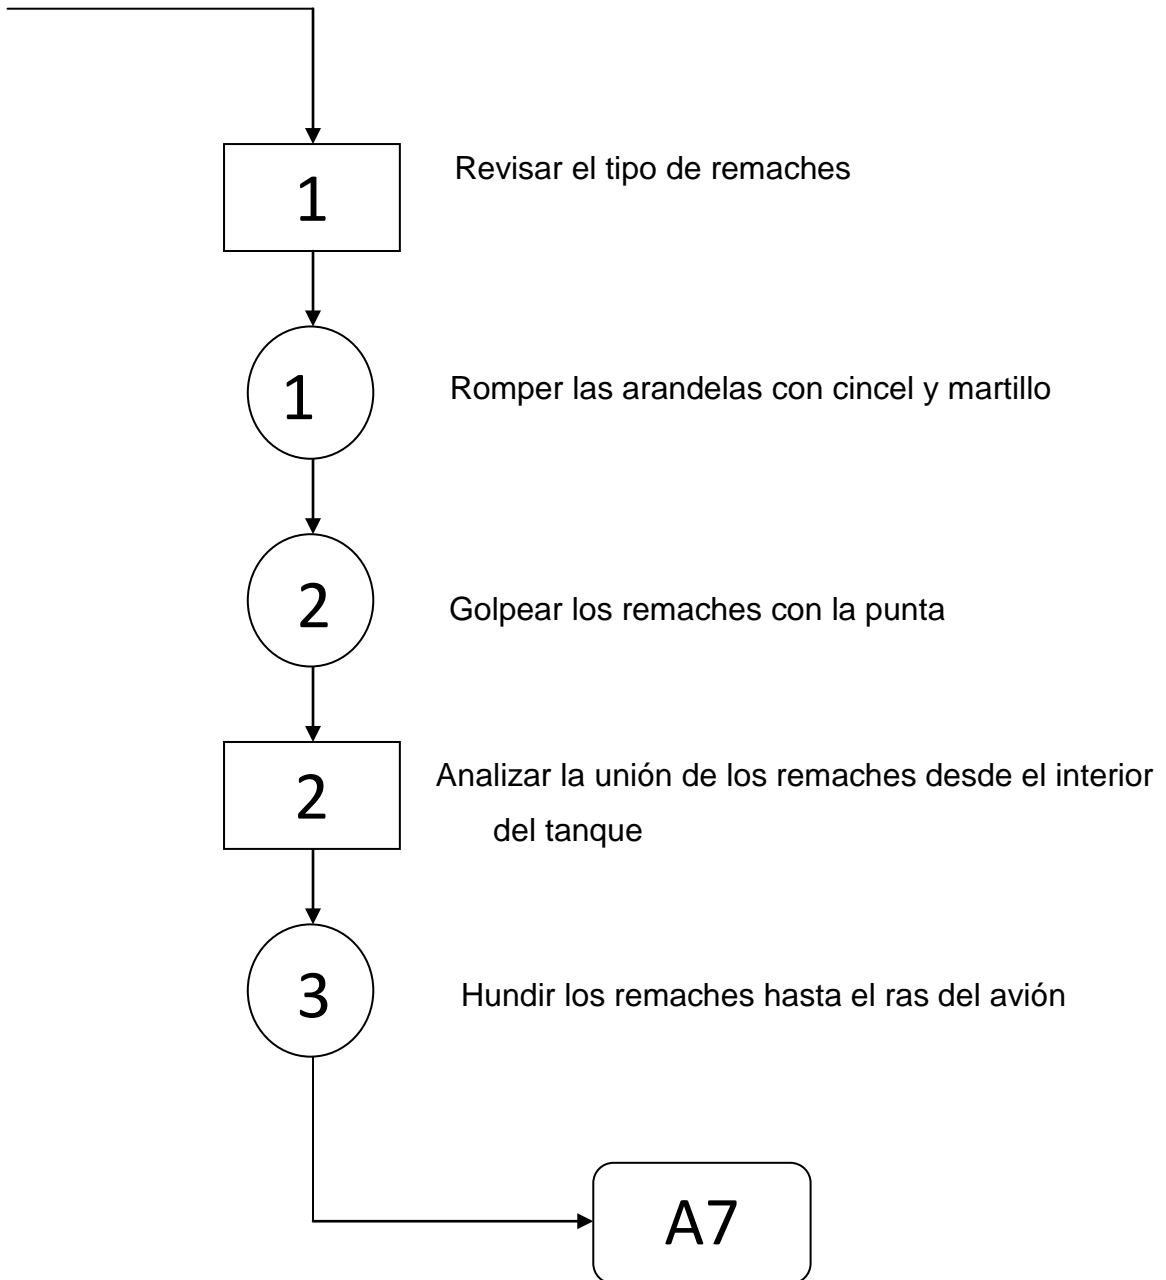 1
Revisar el tipo de remaches
1
Romper las arandelas con cincel y martillo
2
Golpear los remaches con la punta
2
Analizar la unión de los remaches desde el interior
del tanque
3
Hundir los remaches hasta el ras del avión
A7